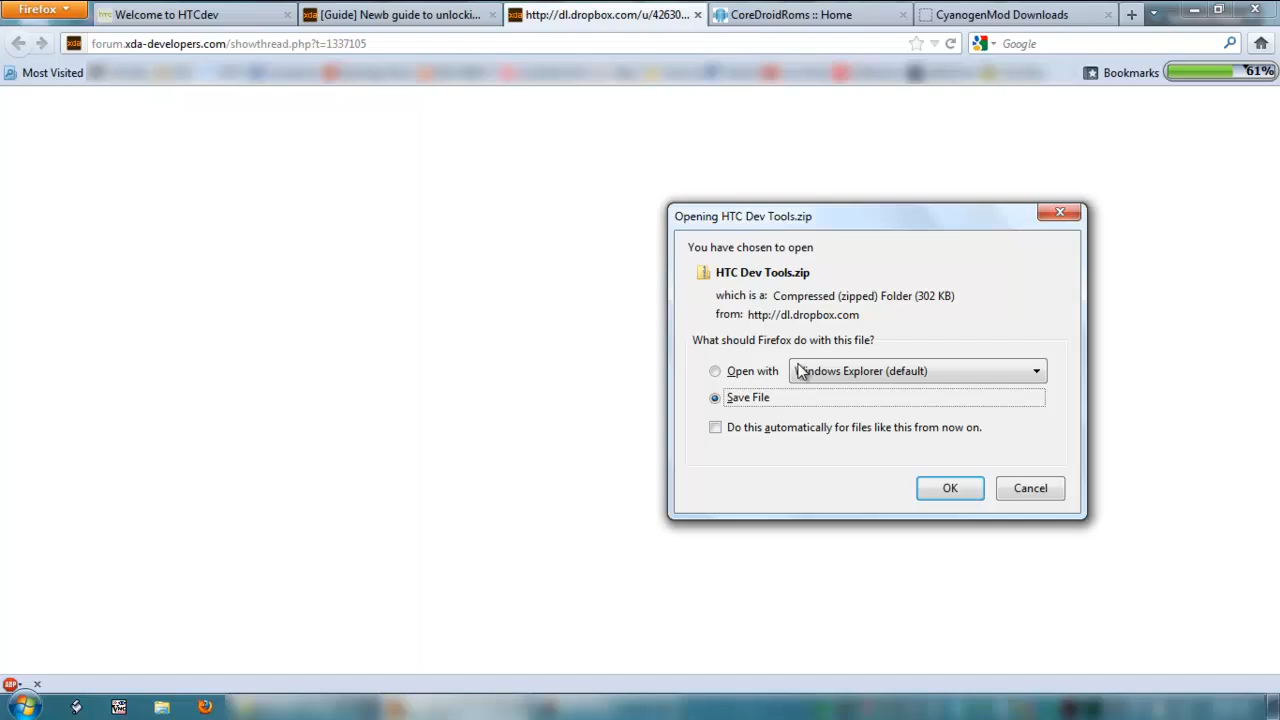 Firefox
Welcome to HTCdev
[Guide] Newb guide to unlocki...
http://dl.dropbox.com/u/42630...
CoreDroidRoms :: Home
CyanogenMod Downloads
forum.xda-developers.com/showthread.php?t=1337105
Google
Most Visited
Bookmarks
61%
Opening HTC Dev Tools.zip
You have chosen to open
HTC Dev Tools.zip
which is a: Compressed (zipped) Folder (302 KB)
from: http://dl.dropbox.com
What should Firefox do with this file?
Open with
Windows Explorer (default)
Save File
Do this automatically for files like this from now on.
OK
Cancel
ABP